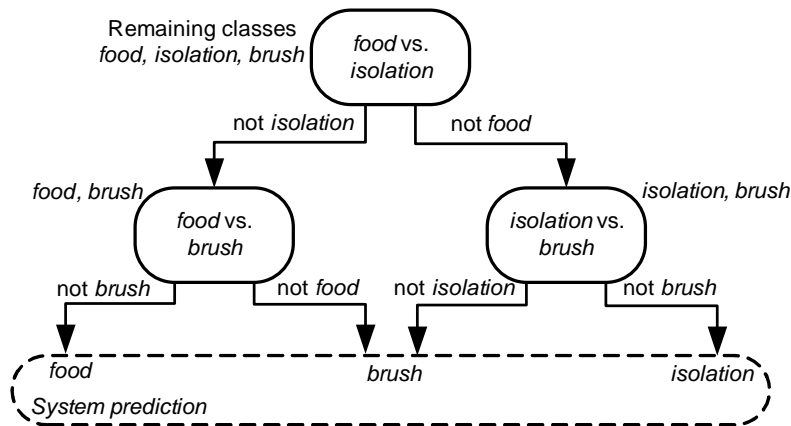 Remaining classes
food, isolation, brush
food vs.
isolation
not isolation
not food
food, brush
isolation, brush
food vs.
brush
isolation vs.
brush
not brush
not food
not isolation
not brush
food
brush
isolation
System prediction